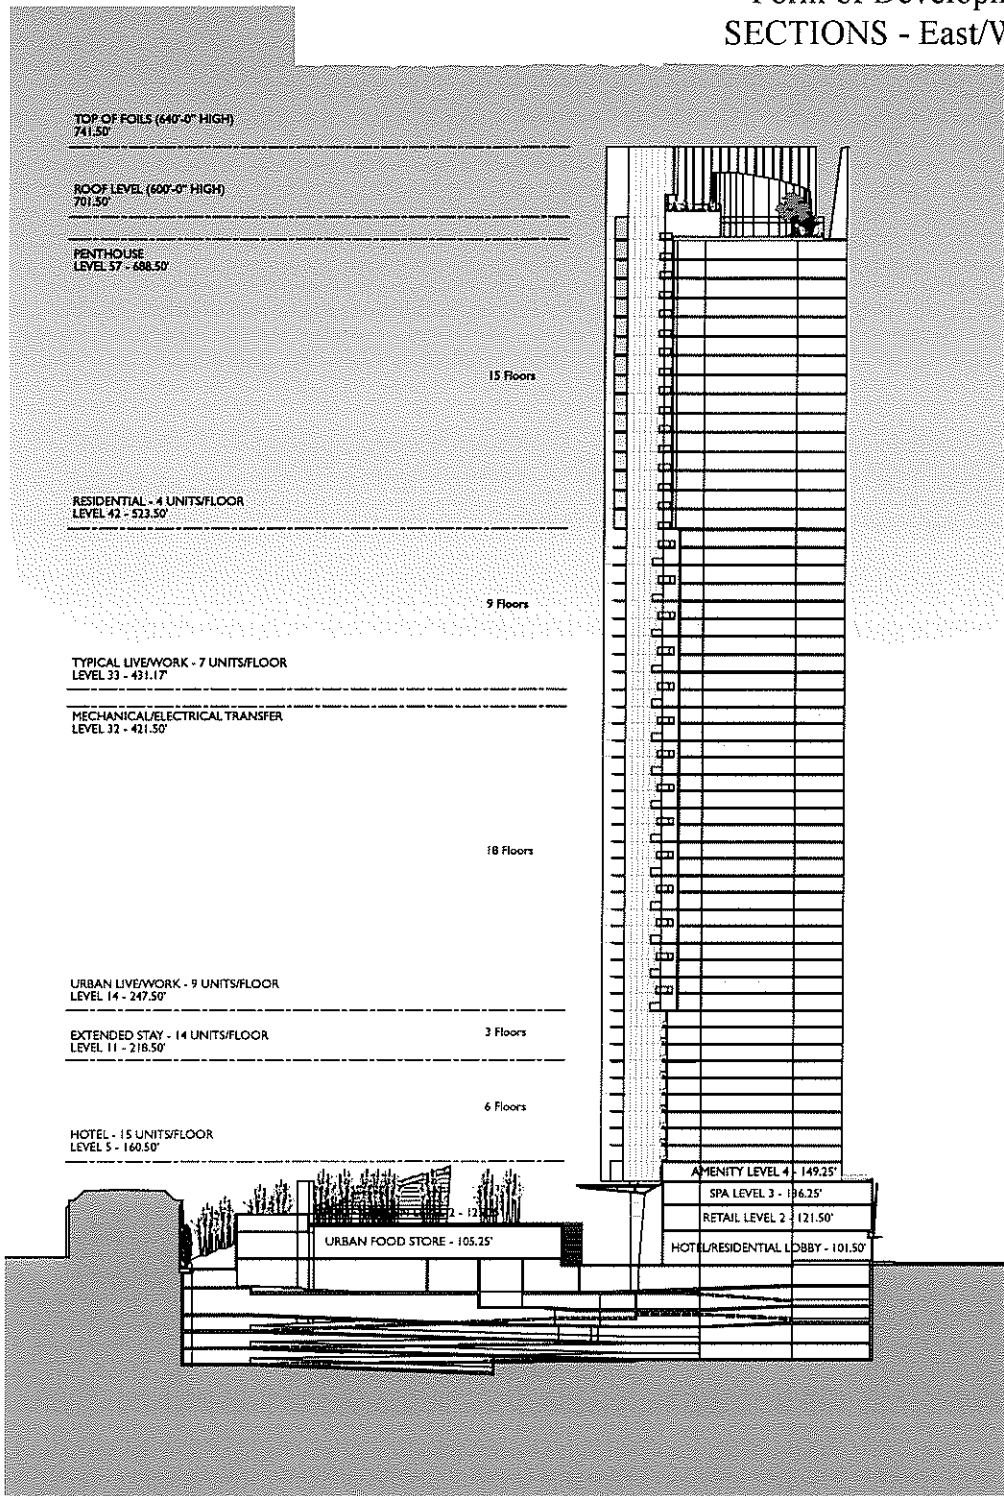 SECTIONS - East/W
TOP OF FOILS (640'-0" HIGH)
741.50'
ROOF LEVEL (600'-0" HIGH)
701.50'
PENTHOUSE
LEVEL 57 - 688.50'
15 Floors
RESIDENTIAL - 4 UNITS/FLOOR
LEVEL 42 - 523.50'
9 Floors
TYPICAL LIVE/WORK - 7 UNITS/FLOOR
LEVEL 33 - 431.17'
MECHANICAL/ELECTRICAL TRANSFER
LEVEL 32 - 421.50'
18 Floors
URBAN LIVE/WORK - 9 UNITS/FLOOR
LEVEL 14 - 247.50'
EXTENDED STAY - 14 UNITS/FLOOR
LEVEL 11 - 218.50'
3 Floors
6 Floors
HOTEL - 15 UNITS/FLOOR
LEVEL 5 - 160.50'
AMENITY LEVEL 4 - 149.25'
SPA LEVEL 3 - 136.25'
RETAIL LEVEL 2 - 121.50'
URBAN FOOD STORE - 105.25'
HOTEL/RESIDENTIAL LOBBY - 101.50'